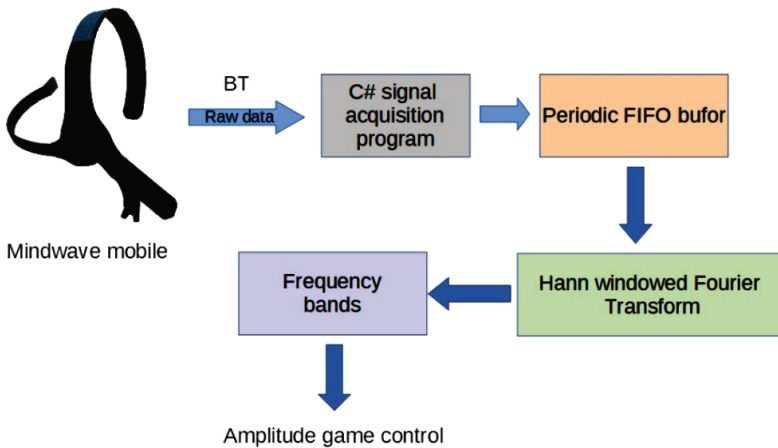 BT
Raw data
C# signal
acquisition
program
Periodic FIFO bufor
Mindwave mobile
Hann windowed Fourier
Transform
Frequency
bands
Amplitude game control